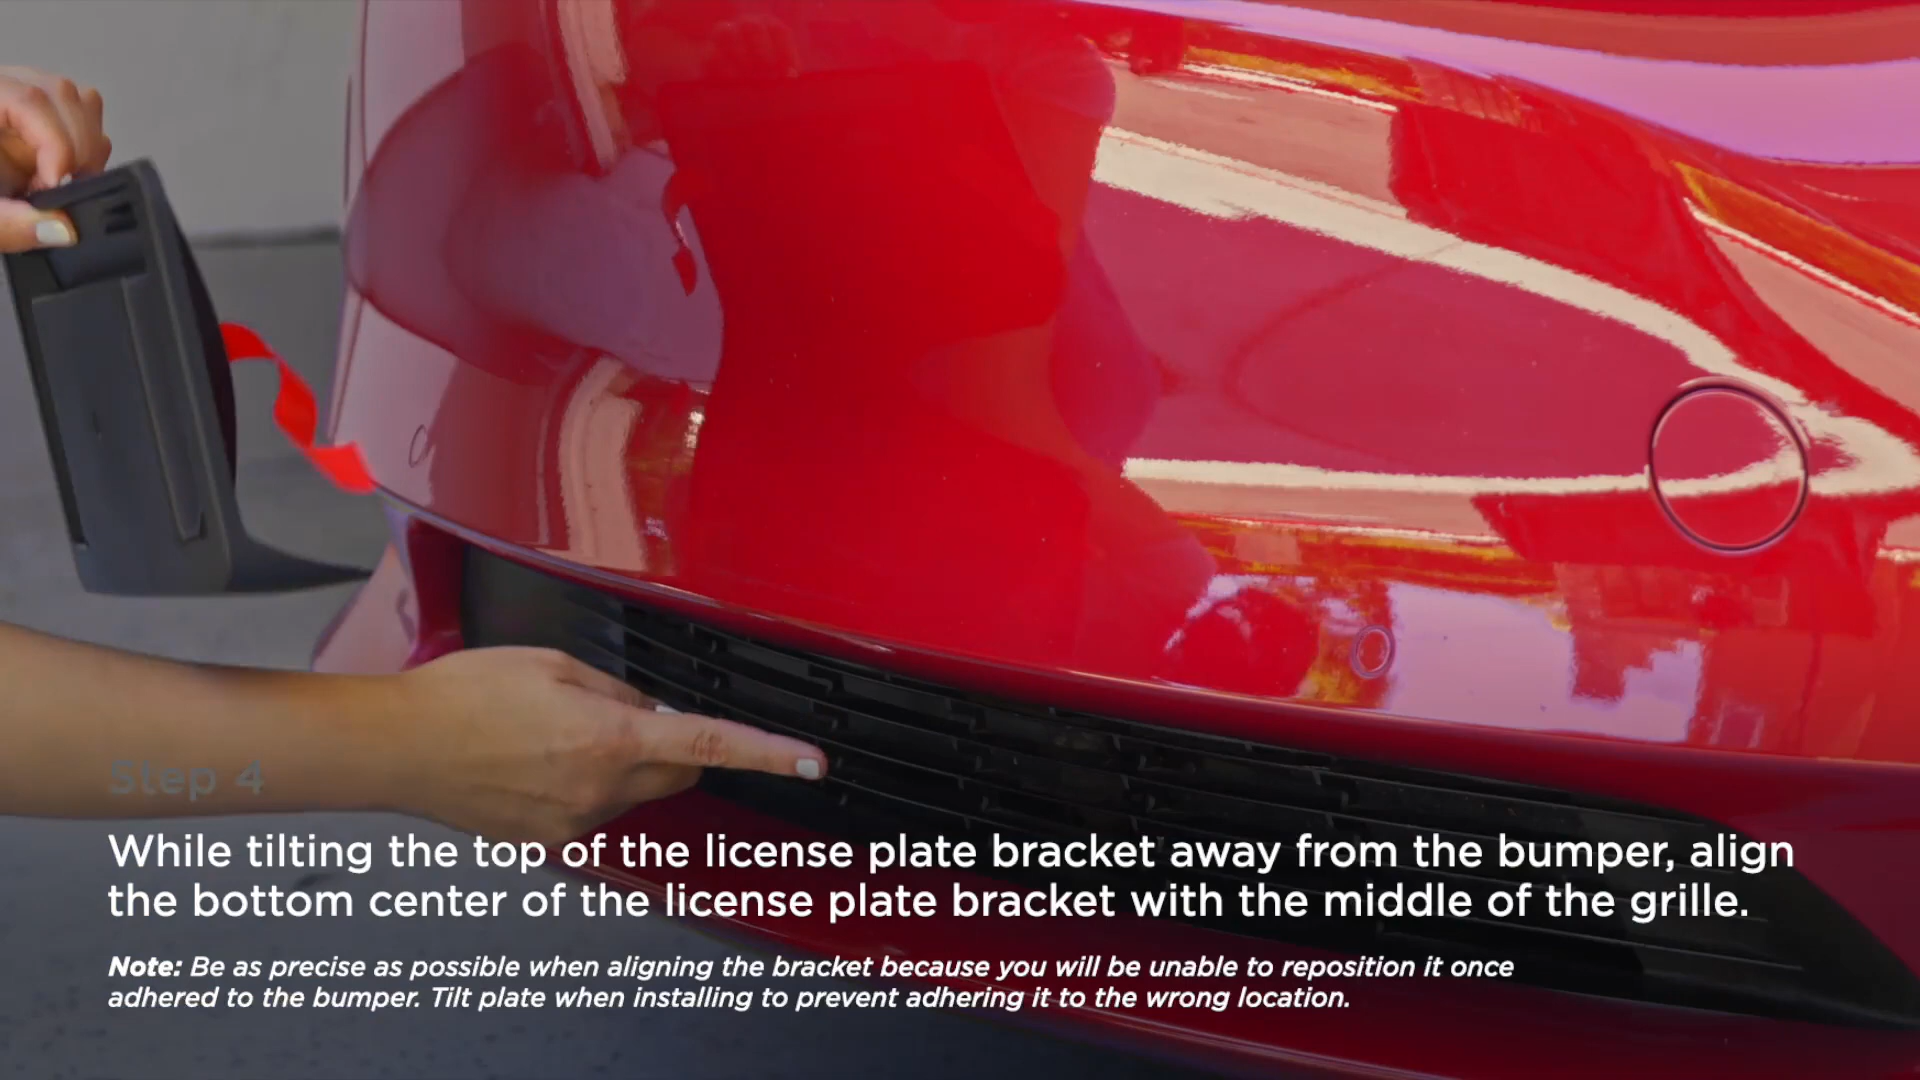 Step 4
While tilting the top of the license plate bracket away from the bumper, align
the bottom center of the license plate bracket with the middle of the grille.
Note: Be as precise as possible when aligning the bracket because you will be unable to reposition it once
adhered to the bumper. Tilt plate when installing to prevent adhering it to the wrong location.